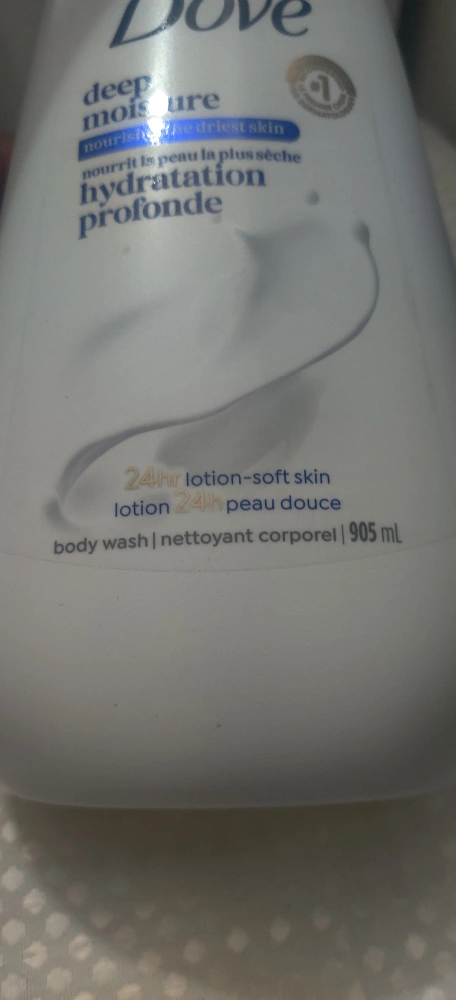 Dove
deep
moisture
nourishes the driest skin
nourrit la peau la plus sèche
hydratation
profonde
#1
24hr lotion-soft skin
lotion 24h peau douce
body wash | nettoyant corporel | 905 mL